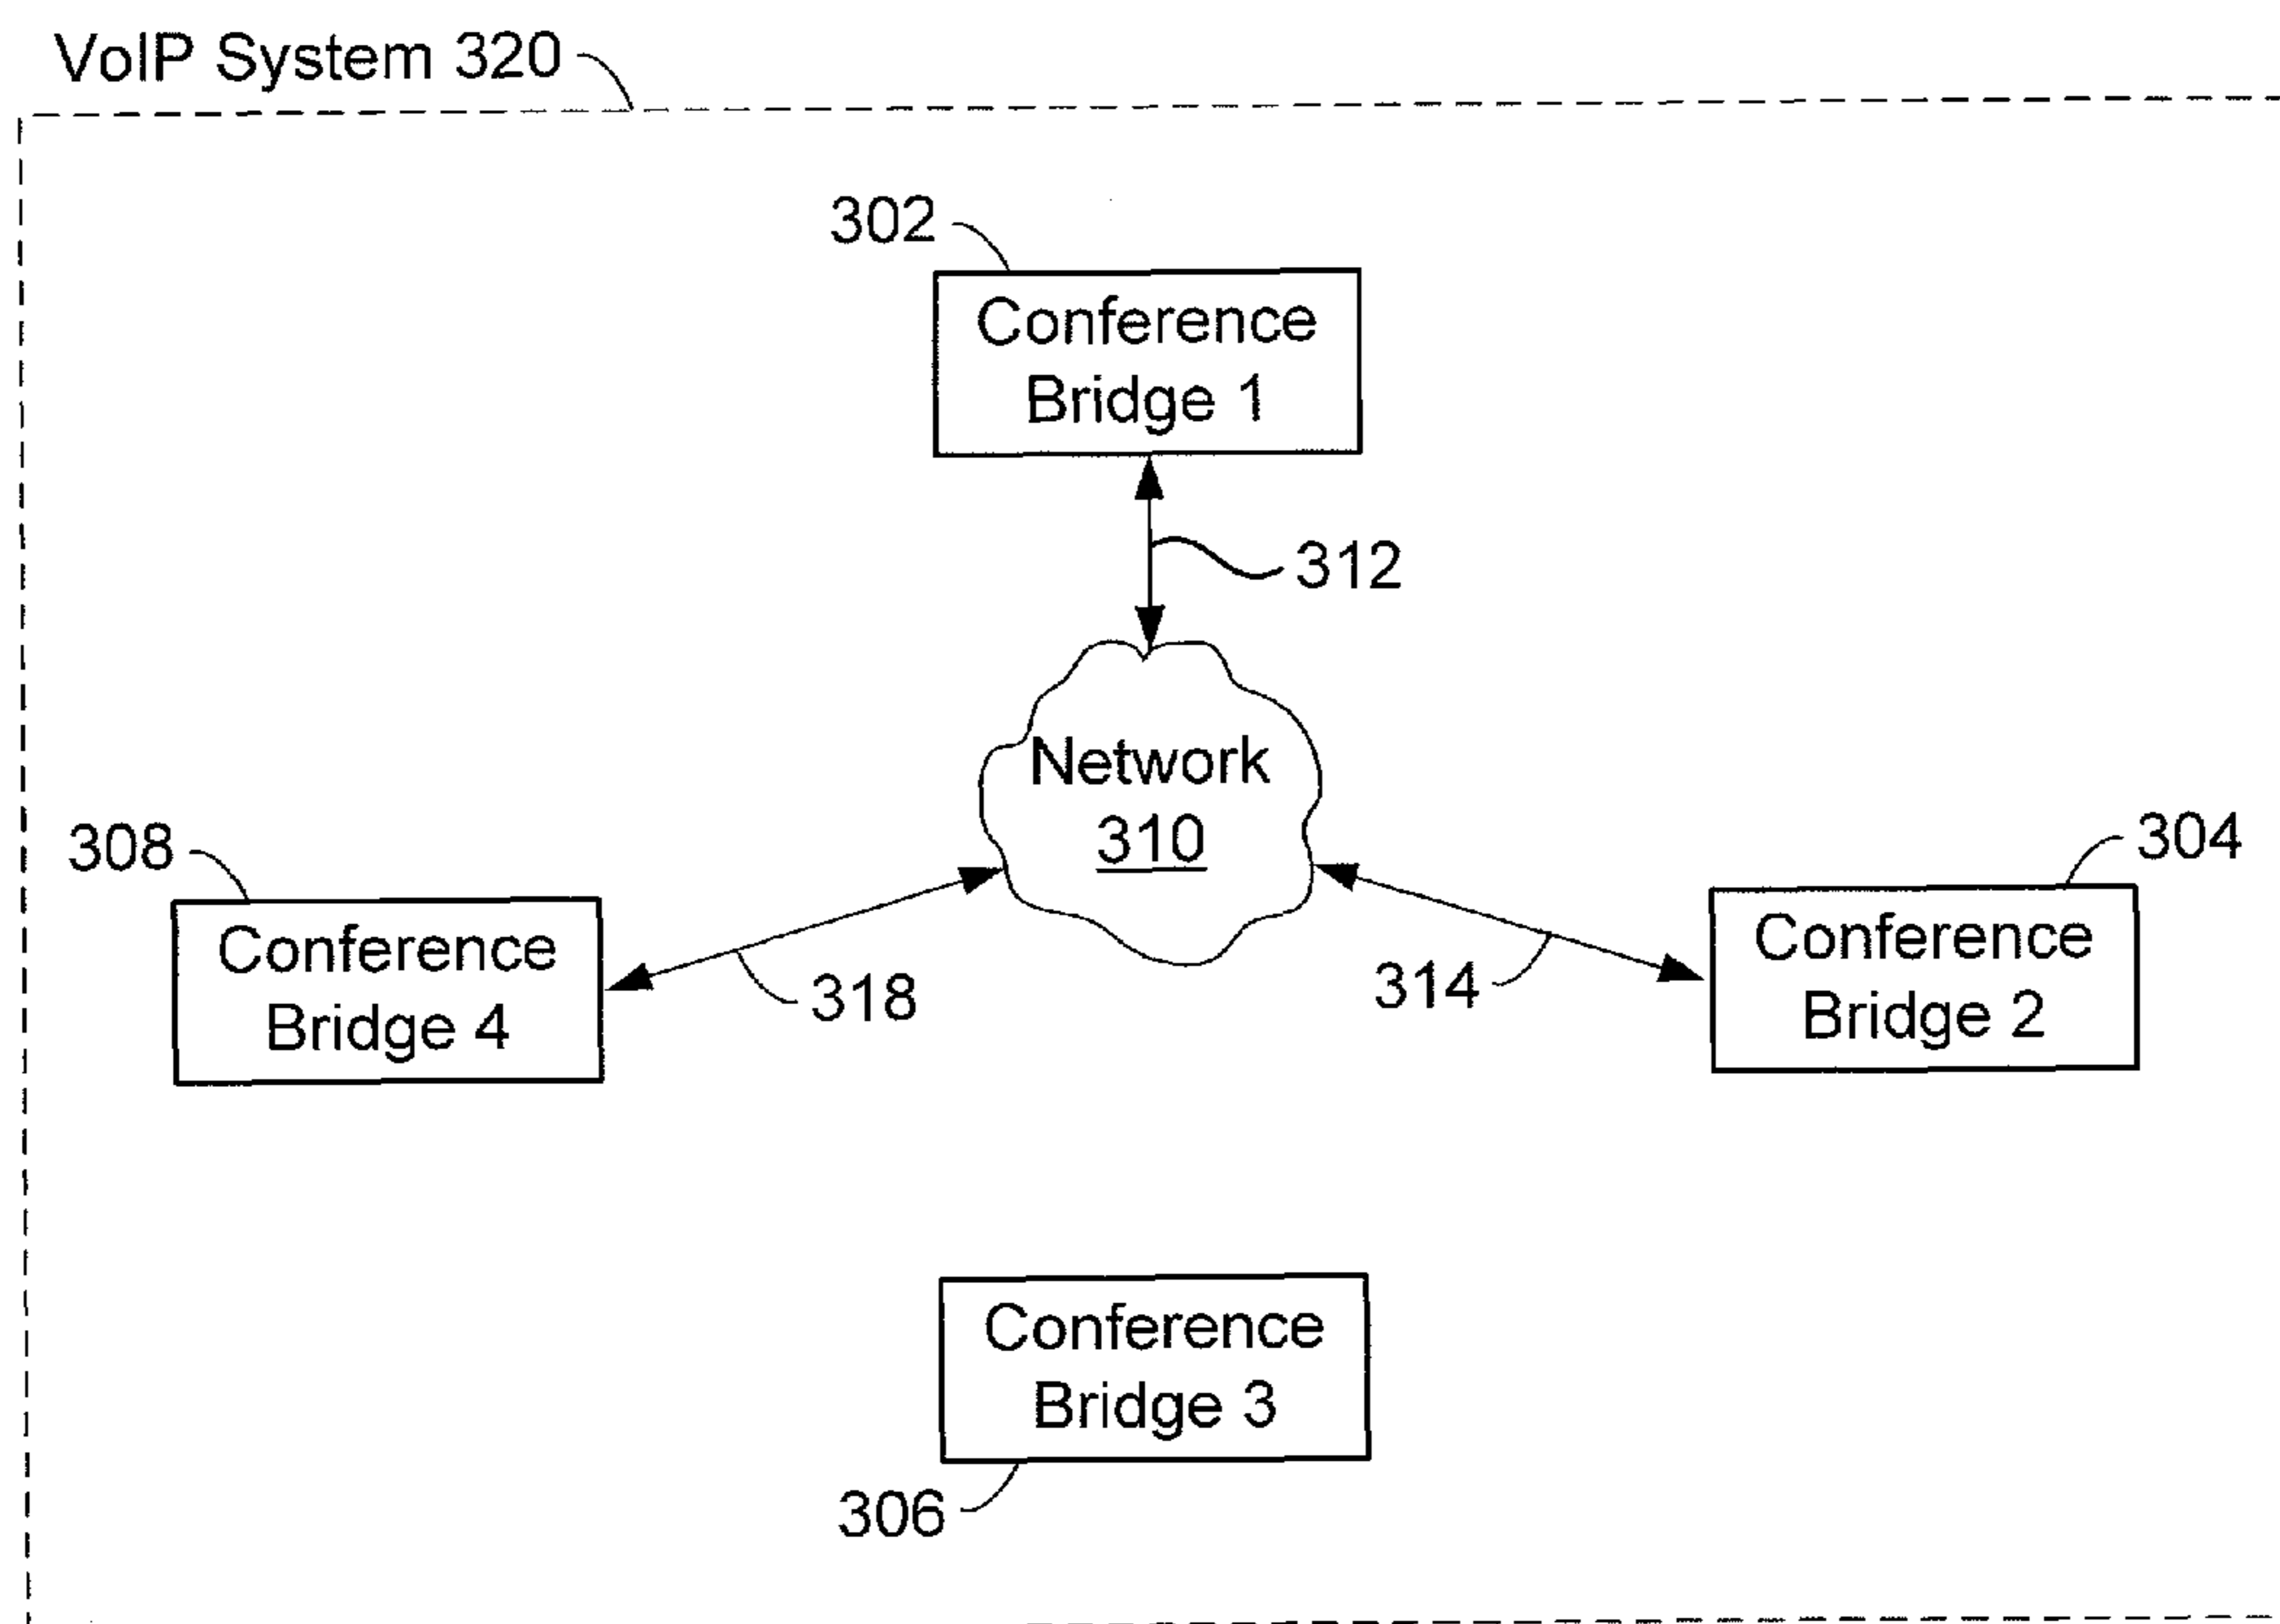 VoIP System 320
302
Conference
Bridge 1
312
Network
310
308
304
Conference
Bridge 4
318
314
Conference
Bridge 2
Conference
Bridge 3
306